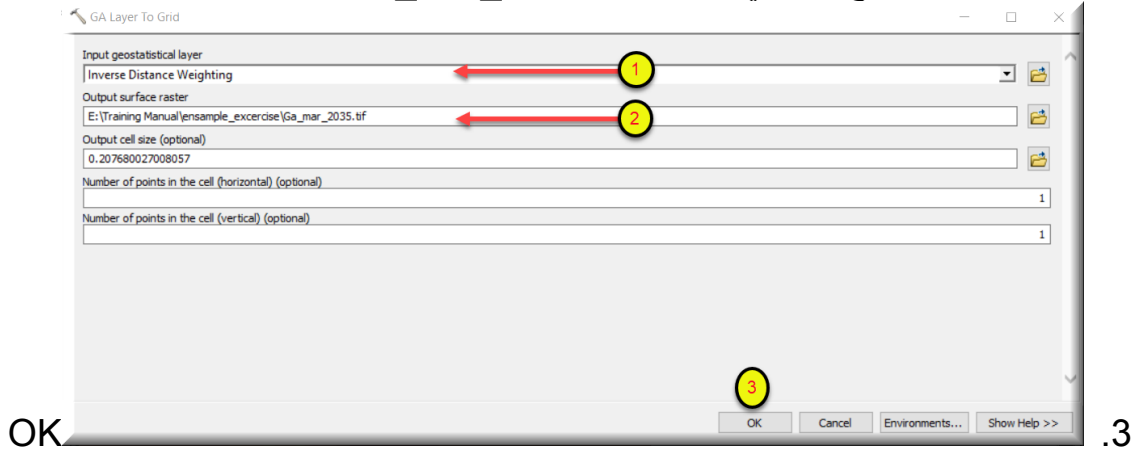 GA Layer To Grid
Input geostatistical layer
Inverse Distance Weighting
1
Output surface raster
E:\Training Manual\ensample_excercise\Ga_mar_2035.tif
2
Output cell size (optional)
0.207680027008057
Number of points in the cell (horizontal) (optional)
1
Number of points in the cell (vertical) (optional)
1
3
OK Cancel Environments... Show Help >>
OK .3